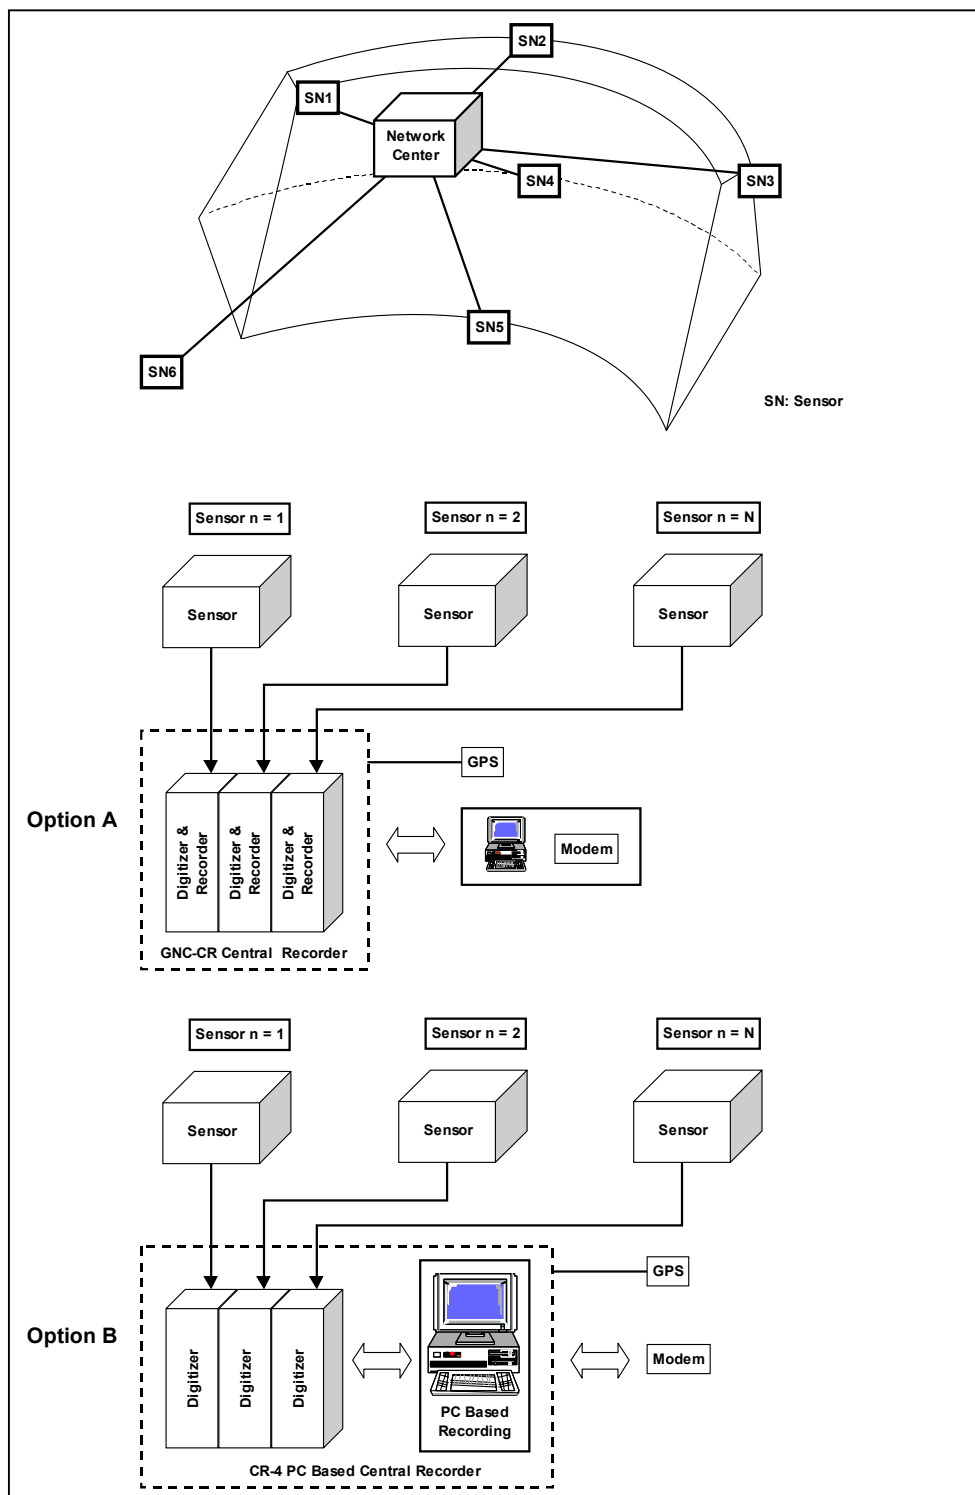 SN2
SN1
Network
Center
SN4
SN3
SN5
SN6
SN: Sensor
Sensor n = 1
Sensor n = 2
Sensor n = N
Sensor
Sensor
Sensor
GPS
Option A
Digitizer &
Recorder
Digitizer &
Recorder
Digitizer &
Recorder
Modem
GNC-CR Central Recorder
Sensor n = 1
Sensor n = 2
Sensor n = N
Sensor
Sensor
Sensor
GPS
Option B
Digitizer
Digitizer
Digitizer
PC Based
Recording
Modem
CR-4 PC Based Central Recorder